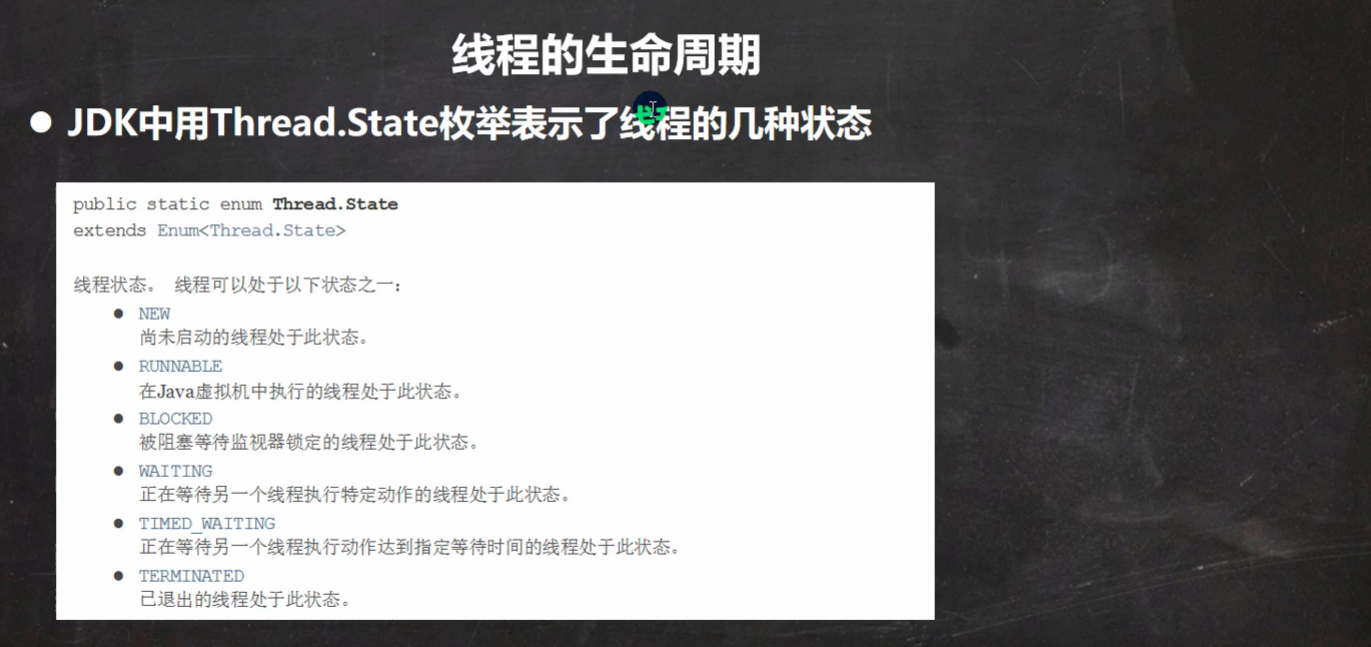 线程的生命周期
● JDK中用Thread.State枚举表示了线程的几种状态
public static enum Thread.State
extends Enum<Thread.State>
线程状态。 线程可以处于以下状态之一:
● NEW
尚未启动的线程处于此状态。
● RUNNABLE
在Java虚拟机中执行的线程处于此状态。
● BLOCKED
被阻塞等待监视器锁定的线程处于此状态。
● WAITING
正在等待另一个线程执行特定动作的线程处于此状态。
● TIMED_WAITING
正在等待另一个线程执行动作达到指定等待时间的线程处于此状态。
● TERMINATED
已退出的线程处于此状态。